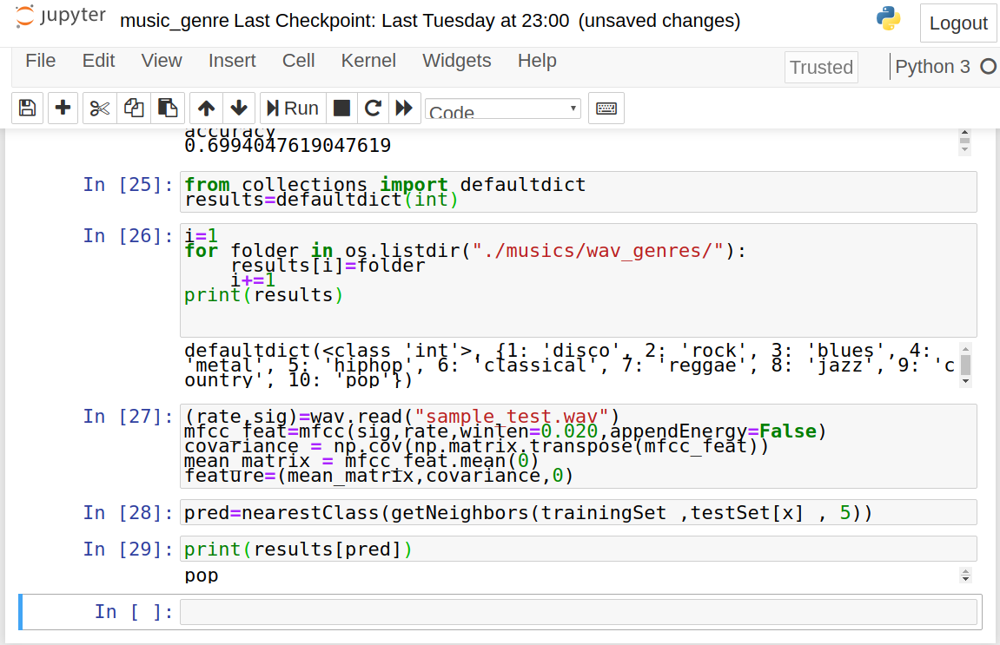 jupyter music_genre Last Checkpoint: Last Tuesday at 23:00 (unsaved changes) Logout
File Edit View Insert Cell Kernel Widgets Help Trusted Python 3
Run Code
accuracy
0.6994047619047619
In [25]: from collections import defaultdict
results=defaultdict(int)
In [26]: i=1
for folder in os.listdir("./musics/wav_genres/"):
    results[i]=folder
    i+=1
print(results)
defaultdict(<class 'int'>, {1: 'disco', 2: 'rock', 3: 'blues', 4:
'metal', 5: 'hiphop', 6: 'classical', 7: 'reggae', 8: 'jazz', 9: 'c
ountry', 10: 'pop'})
In [27]: (rate,sig)=wav.read("sample_test.wav")
mfcc_feat=mfcc(sig,rate,winlen=0.020,appendEnergy=False)
covariance = np.cov(np.matrix.transpose(mfcc_feat))
mean_matrix = mfcc_feat.mean(0)
feature=(mean_matrix,covariance,0)
In [28]: pred=nearestClass(getNeighbors(trainingSet ,testSet[x] , 5))
In [29]: print(results[pred])
pop
In [ ]: